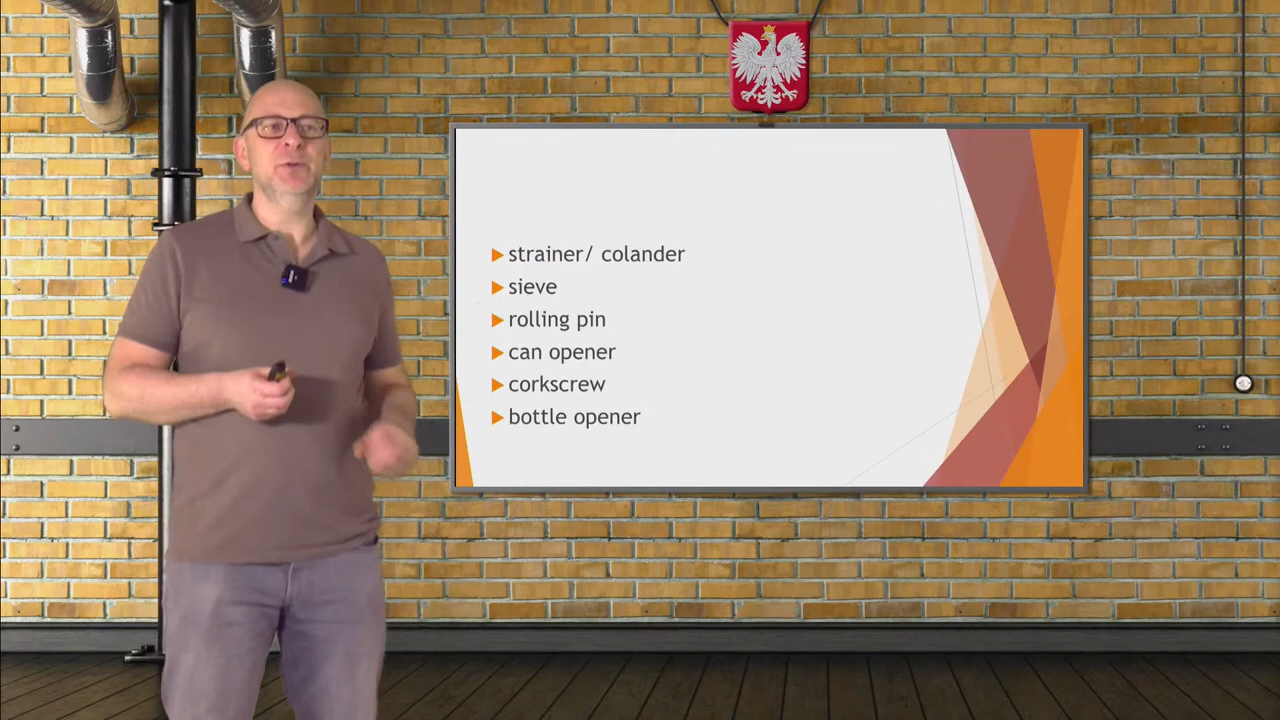 strainer/ colander
sieve
rolling pin
can opener
corkscrew
bottle opener